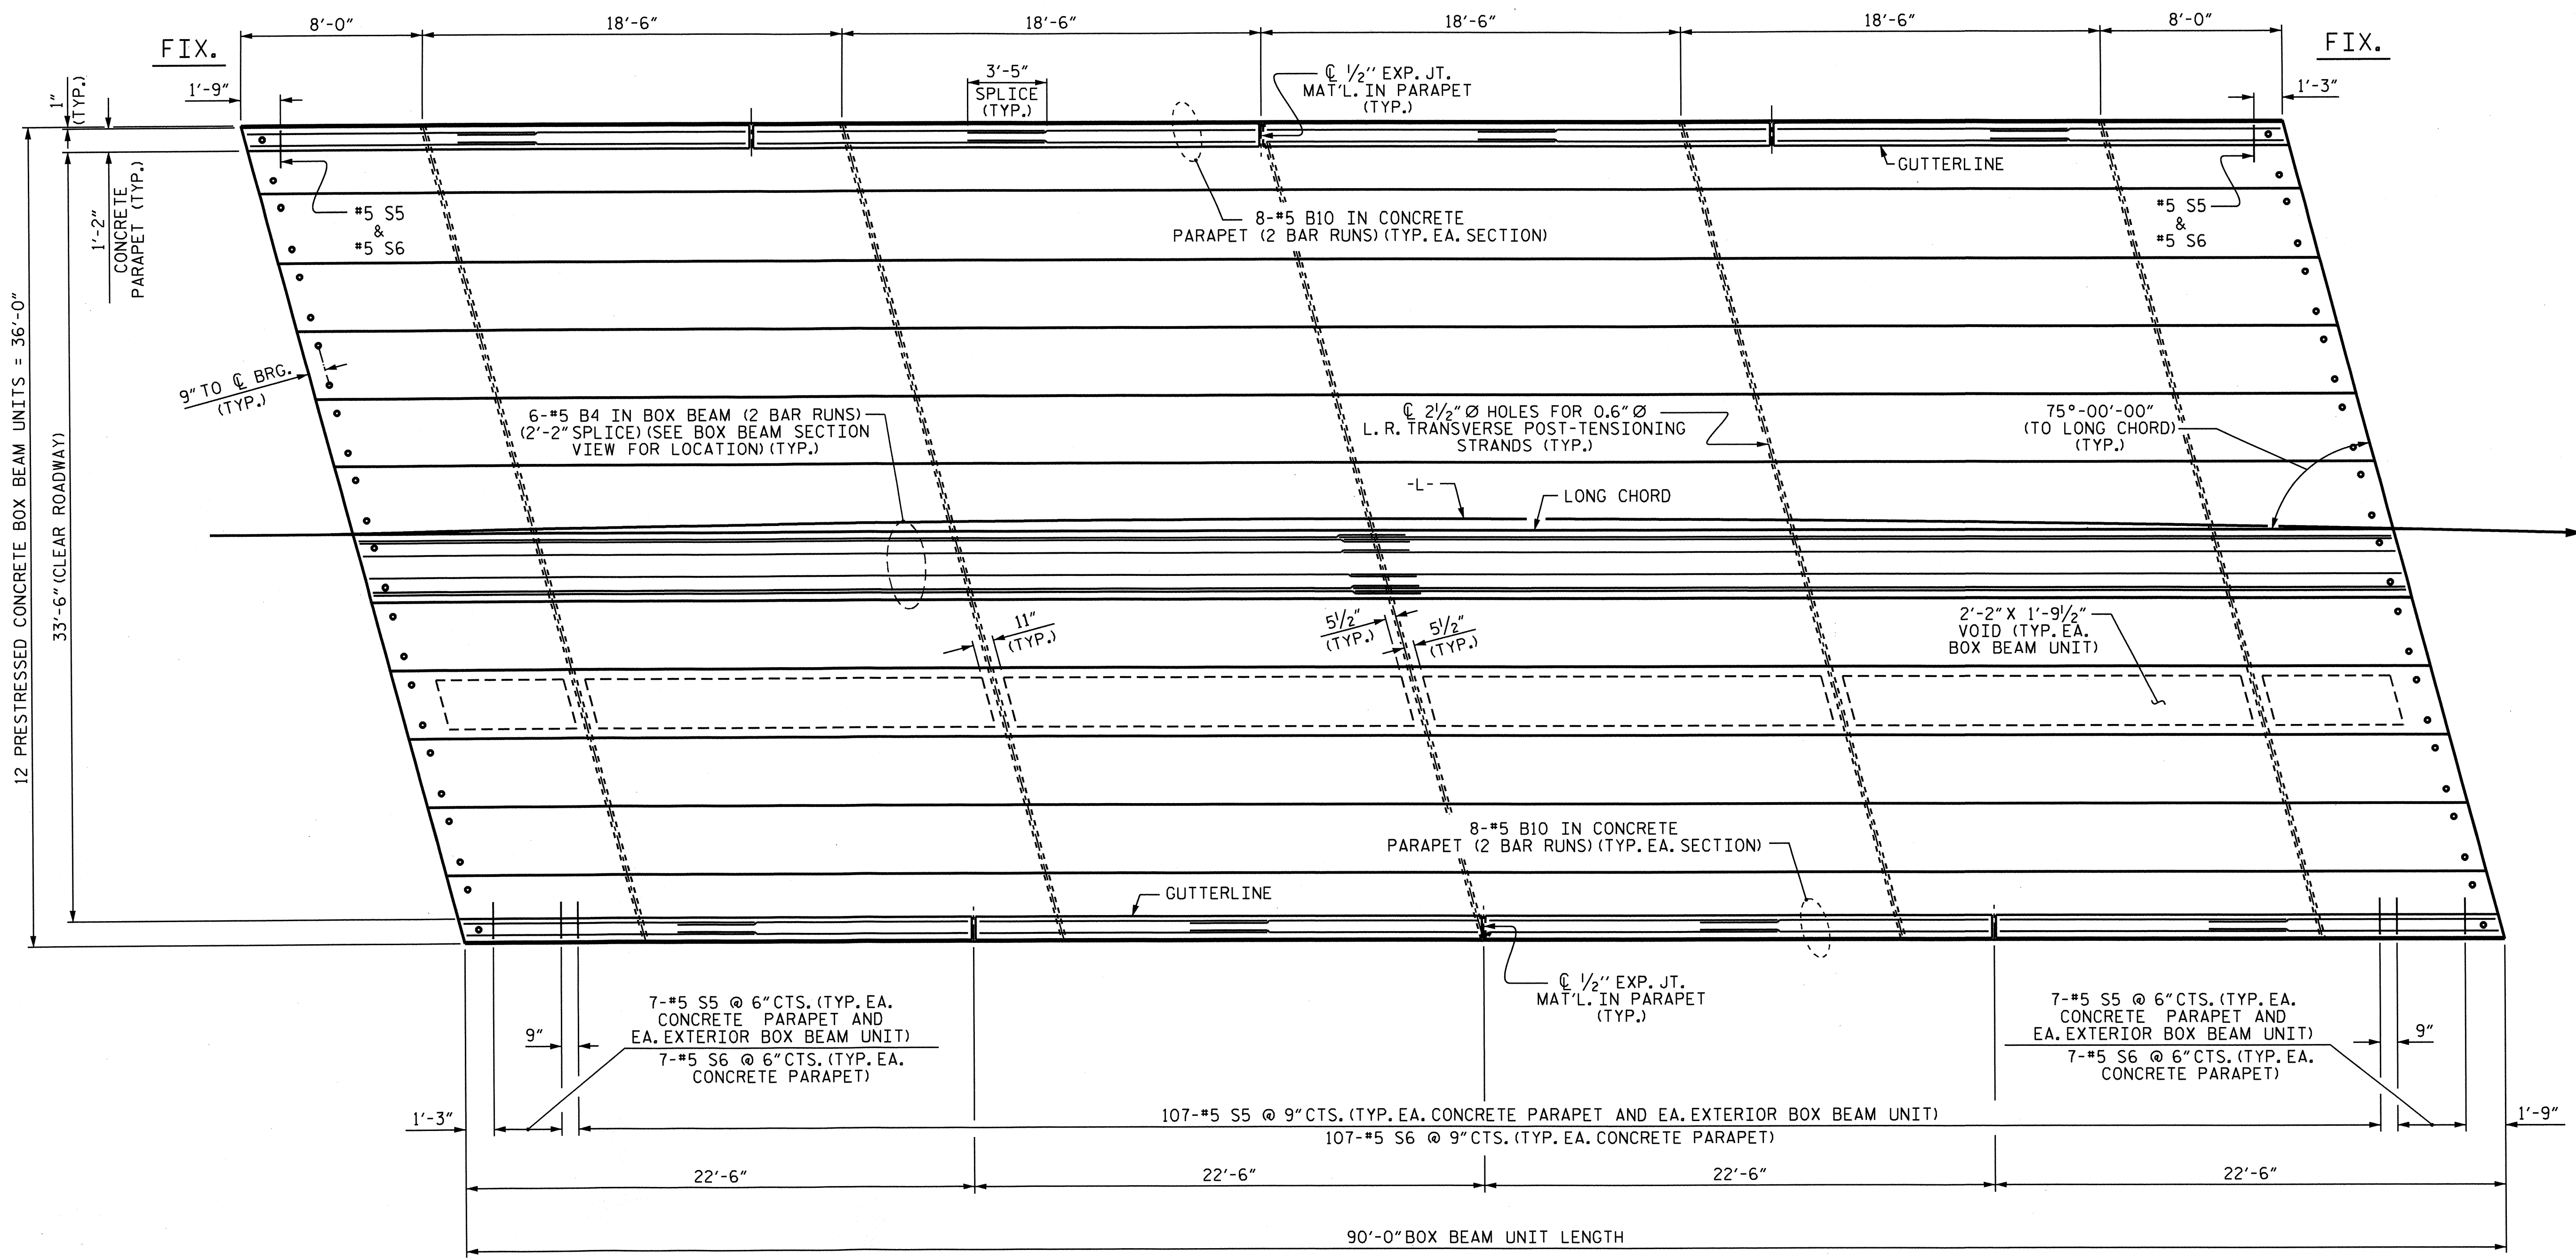 8'-0"
18'-6"
18'-6"
18'-6"
18'-6"
8'-0"
FIX.
FIX.
1"
(TYP.)
1'-9"
3'-5"
SPLICE
(TYP.)
℄ 1/2" EXP. JT.
MAT'L. IN PARAPET
(TYP.)
1'-3"
1'-2"
CONCRETE
PARAPET (TYP.)
#5 S5
&
#5 S6
8-#5 B10 IN CONCRETE
PARAPET (2 BAR RUNS) (TYP. EA. SECTION)
GUTTERLINE
#5 S5
&
#5 S6
12 PRESTRESSED CONCRETE BOX BEAM UNITS = 36'-0"
33'-6" (CLEAR ROADWAY)
9" TO ℄ BRG.
(TYP.)
6-#5 B4 IN BOX BEAM (2 BAR RUNS)
(2'-2" SPLICE) (SEE BOX BEAM SECTION
VIEW FOR LOCATION) (TYP.)
℄ 2 1/2" Ø HOLES FOR 0.6" Ø
L. R. TRANSVERSE POST-TENSIONING
STRANDS (TYP.)
75°-00'-00"
(TO LONG CHORD)
(TYP.)
-L-
LONG CHORD
11"
(TYP.)
5 1/2"
(TYP.)
5 1/2"
(TYP.)
2'-2" X 1'-9 1/2"
VOID (TYP. EA.
BOX BEAM UNIT)
8-#5 B10 IN CONCRETE
PARAPET (2 BAR RUNS) (TYP. EA. SECTION)
GUTTERLINE
℄ 1/2" EXP. JT.
MAT'L. IN PARAPET
(TYP.)
7-#5 S5 @ 6" CTS. (TYP. EA.
CONCRETE PARAPET AND
EA. EXTERIOR BOX BEAM UNIT)
7-#5 S6 @ 6" CTS. (TYP. EA.
CONCRETE PARAPET)
9"
7-#5 S5 @ 6" CTS. (TYP. EA.
CONCRETE PARAPET AND
EA. EXTERIOR BOX BEAM UNIT)
7-#5 S6 @ 6" CTS. (TYP. EA.
CONCRETE PARAPET)
9"
1'-3"
107-#5 S5 @ 9" CTS. (TYP. EA. CONCRETE PARAPET AND EA. EXTERIOR BOX BEAM UNIT)
107-#5 S6 @ 9" CTS. (TYP. EA. CONCRETE PARAPET)
1'-9"
22'-6"
22'-6"
22'-6"
22'-6"
90'-0" BOX BEAM UNIT LENGTH